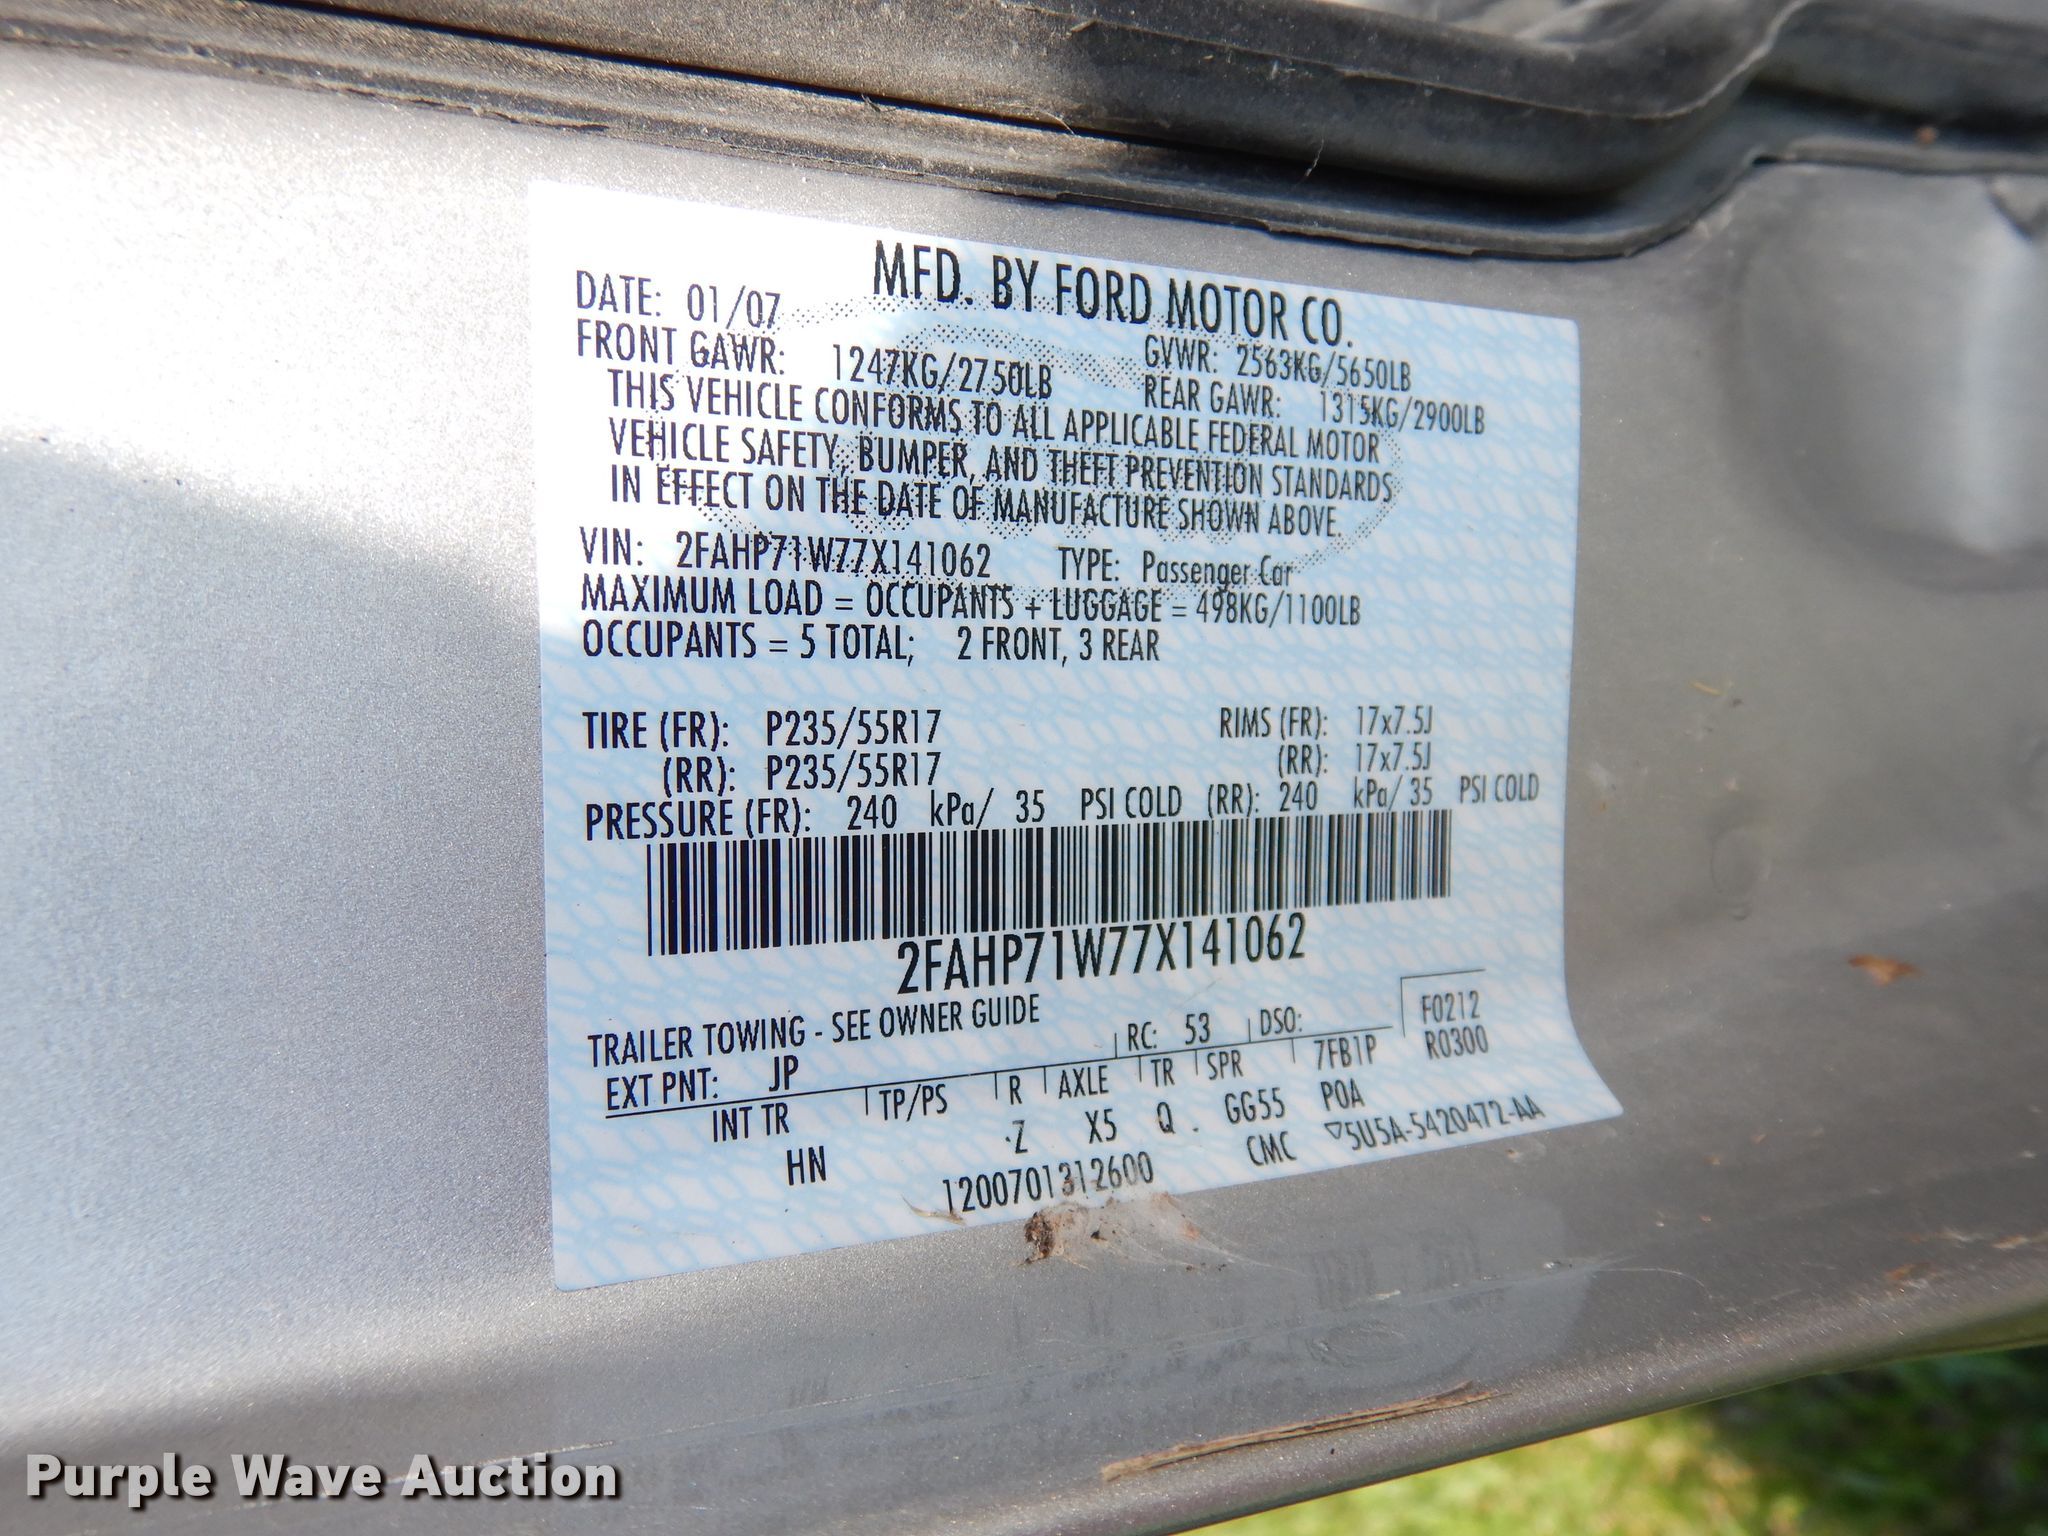 MFD. BY FORD MOTOR CO.
DATE: 01/07 GVWR: 2563KG/5650LB
FRONT GAWR: 1247KG/2750LB REAR GAWR: 1315KG/2900LB
THIS VEHICLE CONFORMS TO ALL APPLICABLE FEDERAL MOTOR
VEHICLE SAFETY, BUMPER, AND THEFT PREVENTION STANDARDS
IN EFFECT ON THE DATE OF MANUFACTURE SHOWN ABOVE.
VIN: 2FAHP71W77X141062 TYPE: Passenger Car
MAXIMUM LOAD = OCCUPANTS + LUGGAGE = 498KG/1100LB
OCCUPANTS = 5 TOTAL; 2 FRONT, 3 REAR
TIRE (FR): P235/55R17 RIMS (FR): 17x7.5J
(RR): P235/55R17 (RR): 17x7.5J
PRESSURE (FR): 240 kPa/ 35 PSI COLD (RR): 240 kPa/ 35 PSI COLD
2FAHP71W77X141062
TRAILER TOWING - SEE OWNER GUIDE F0212
EXT PNT: JP RC: 53 DSO: R0300
INT TR TP/PS R AXLE TR SPR 7FB1P
HN Z X5 Q GG55 POA
1200701312600 CMC ▽5U5A-5420472-AA
Purple Wave Auction